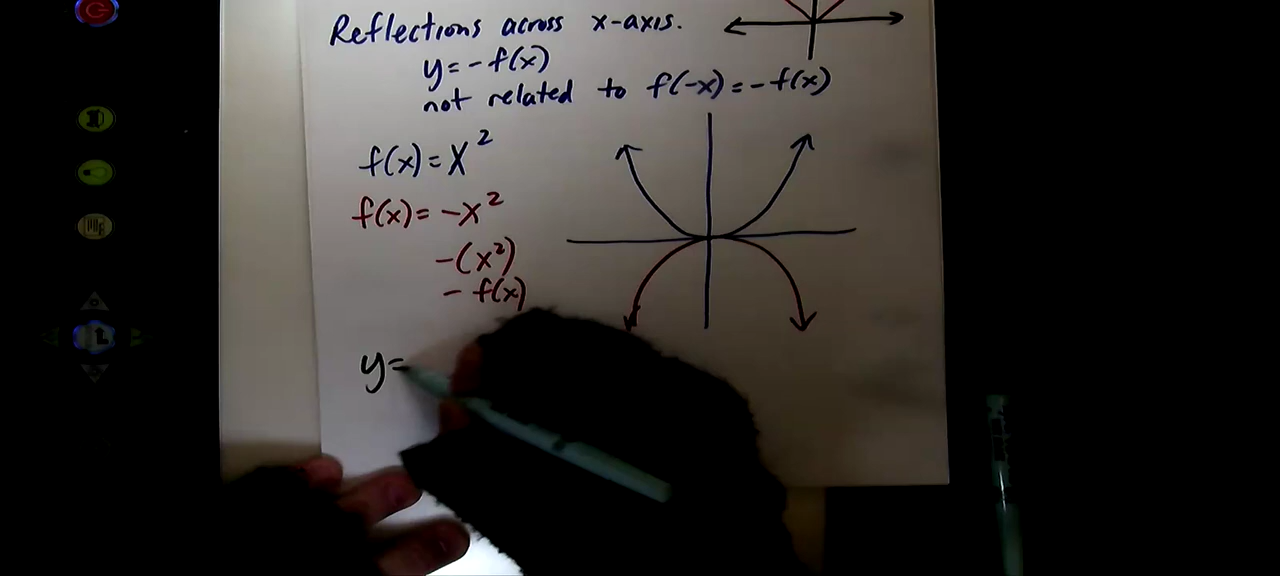 Reflections across x-axis.
y = - f(x)
not related to f(-x) = - f(x)
f(x) = x²
f(x) = -x²
-(x²)
- f(x)
y =